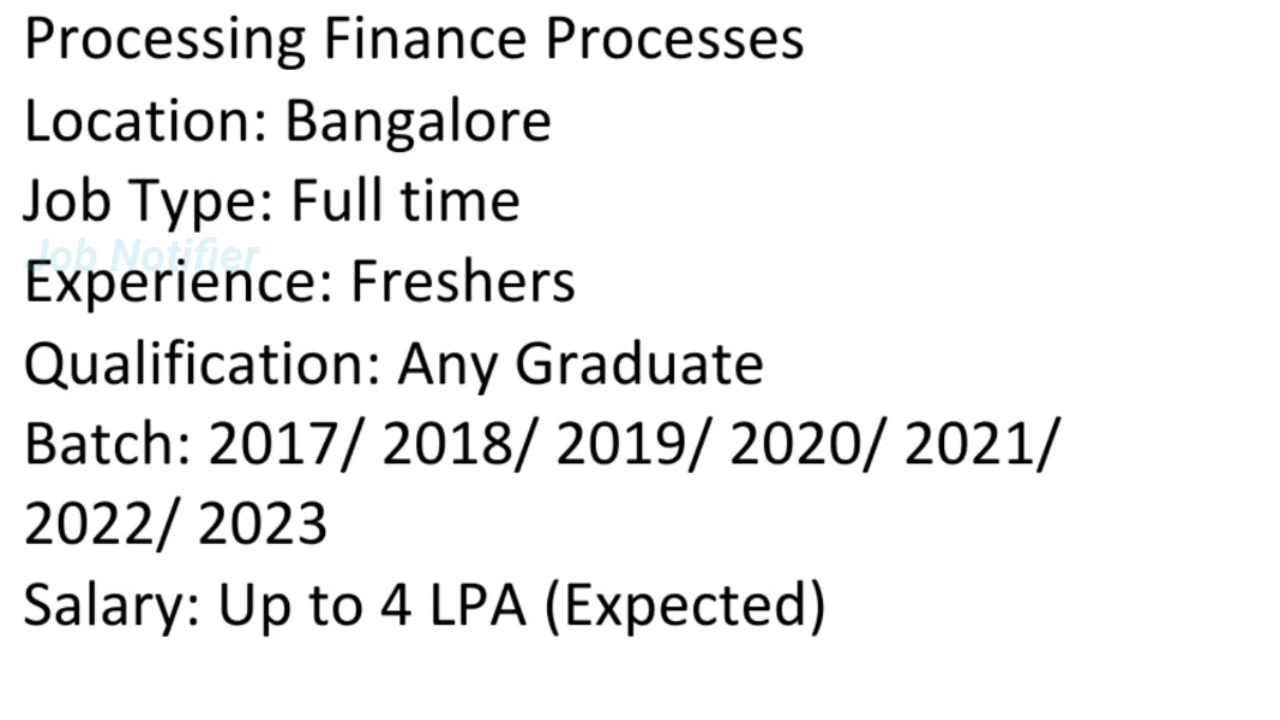 Processing Finance Processes
Location: Bangalore
Job Type: Full time
Job Notifier
Experience: Freshers
Qualification: Any Graduate
Batch: 2017/ 2018/ 2019/ 2020/ 2021/
2022/ 2023
Salary: Up to 4 LPA (Expected)